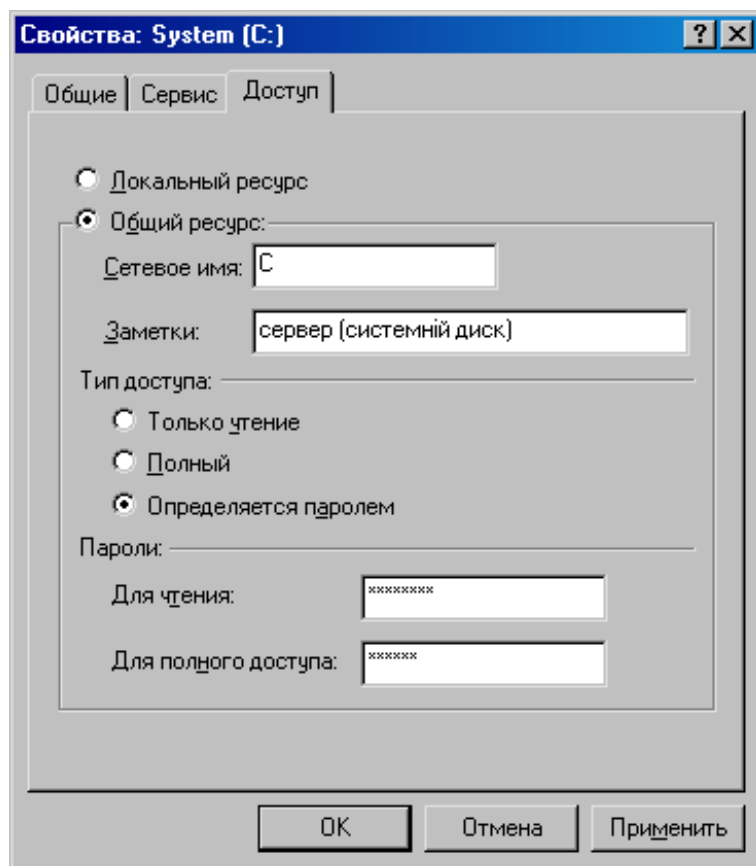 Свойства: System (C:)
Общие Сервис Доступ
Локальный ресурс
Общий ресурс:
Сетевое имя: C
Заметки: сервер (системній диск)
Тип доступа:
Только чтение
Полный
Определяется паролем
Пароли:
Для чтения: ********
Для полного доступа: ******
OK Отмена Применить